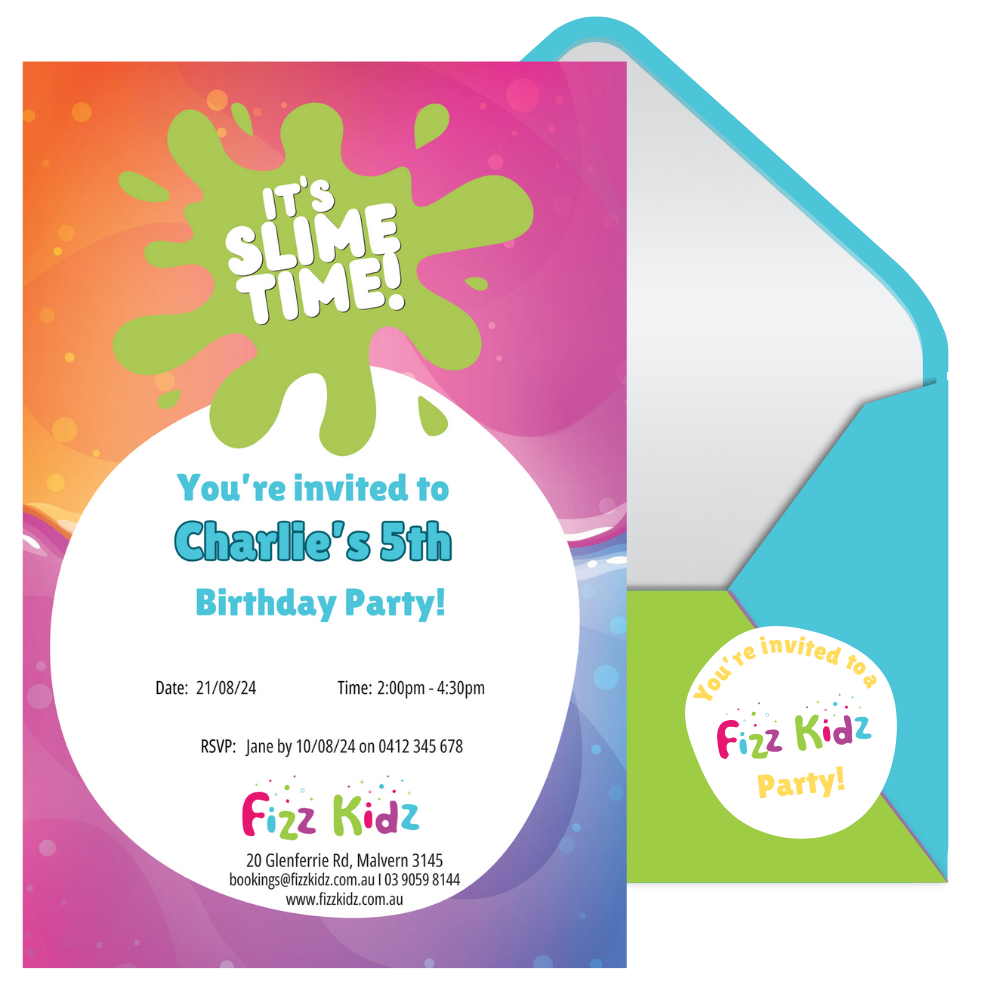 IT'S
SLIME
TIME!
You're invited to
Charlie's 5th
Birthday Party!
Date: 21/08/24 Time: 2:00pm - 4:30pm
RSVP: Jane by 10/08/24 on 0412 345 678
Fizz Kidz
20 Glenferrie Rd, Malvern 3145
bookings@fizzkidz.com.au I 03 9059 8144
www.fizzkidz.com.au
You're invited to a
Fizz Kidz
Party!